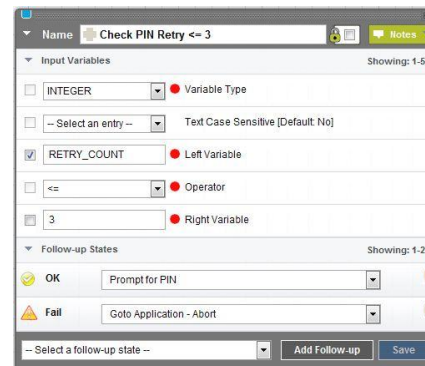 Name Check PIN Retry <= 3 Notes
Input Variables Showing: 1-5
INTEGER Variable Type
-- Select an entry -- Text Case Sensitive [Default: No]
RETRY_COUNT Left Variable
<= Operator
3 Right Variable
Follow-up States Showing: 1-2
OK Prompt for PIN
Fail Goto Application - Abort
-- Select a follow-up state -- Add Follow-up Save